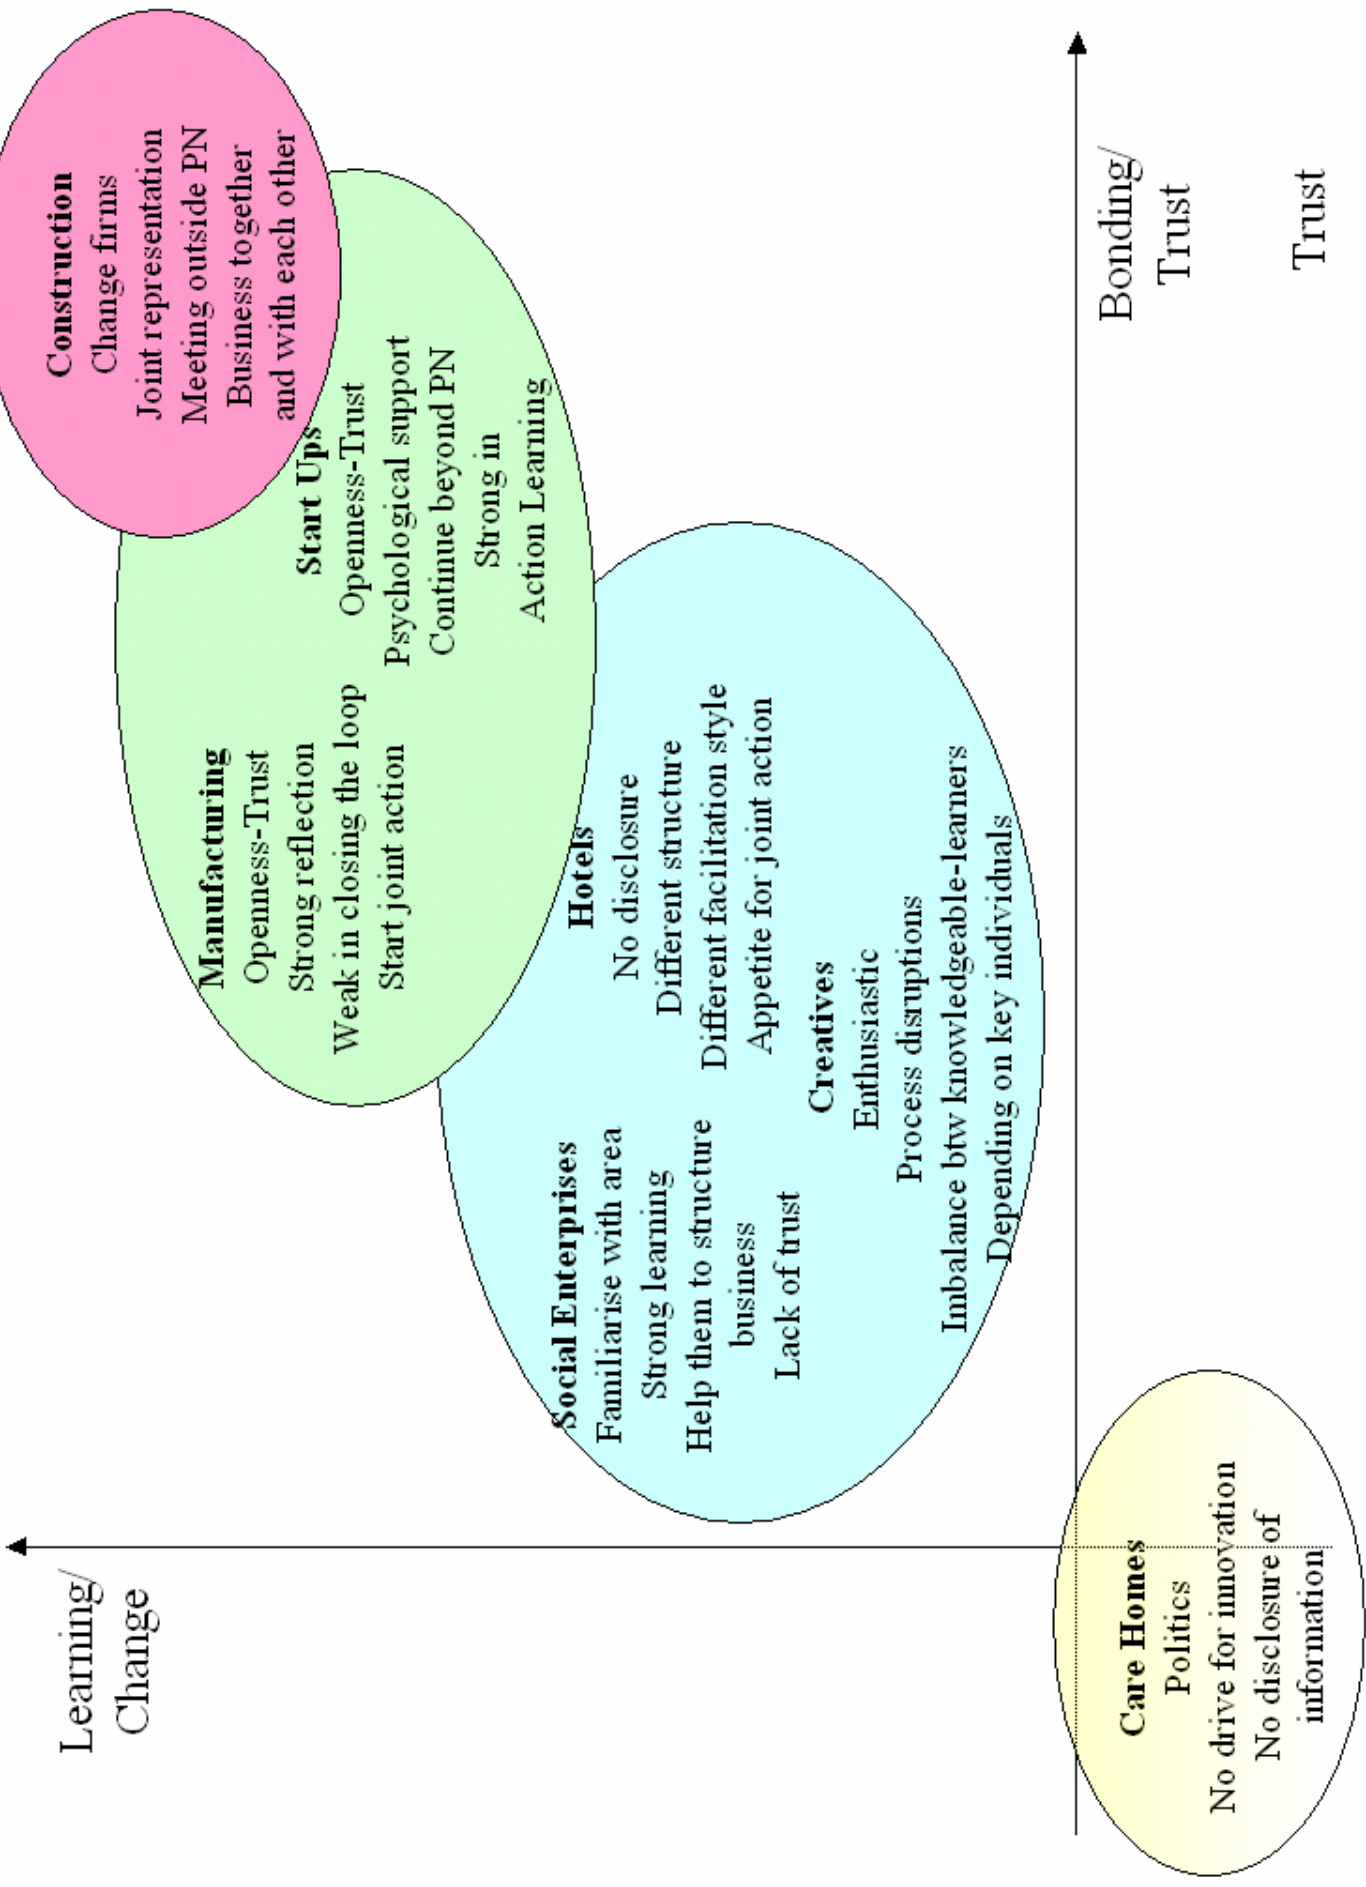 Learning/
Change
Construction
Change firms
Joint representation
Meeting outside PN
Business together
and with each other
Manufacturing
Openness-Trust
Strong reflection
Weak in closing the loop
Start joint action
Start Ups
Openness-Trust
Psychological support
Continue beyond PN
Strong in
Action Learning
Social Enterprises
Familiarise with area
Strong learning
Help them to structure
business
Lack of trust
Hotels
No disclosure
Different structure
Different facilitation style
Appetite for joint action
Creatives
Enthusiastic
Process disruptions
Imbalance btw knowledgeable-learners
Depending on key individuals
Care Homes
Politics
No drive for innovation
No disclosure of
information
Bonding/
Trust
Trust